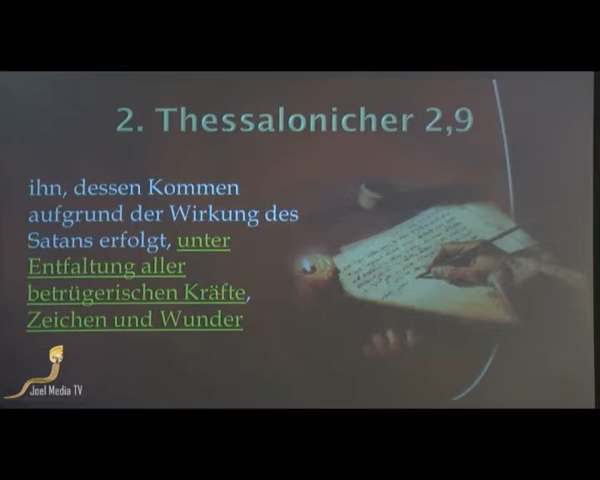 2. Thessalonicher 2,9
ihn, dessen Kommen
aufgrund der Wirkung des
Satans erfolgt, unter
Entfaltung aller
betrügerischen Kräfte,
Zeichen und Wunder
Joel Media TV